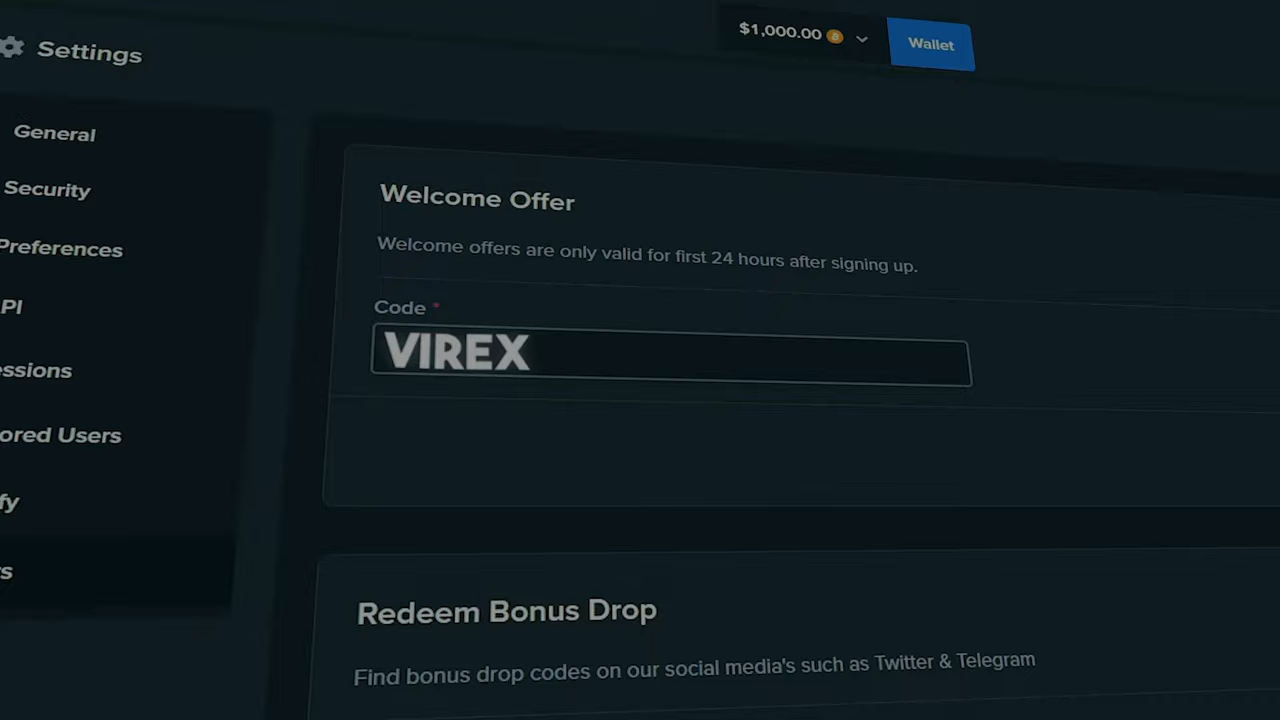 $1,000.00
Wallet
Settings
General
Security
Preferences
PI
essions
ored Users
fy
rs
Welcome Offer
Welcome offers are only valid for first 24 hours after signing up.
Code *
VIREX
Redeem Bonus Drop
Find bonus drop codes on our social media's such as Twitter & Telegram